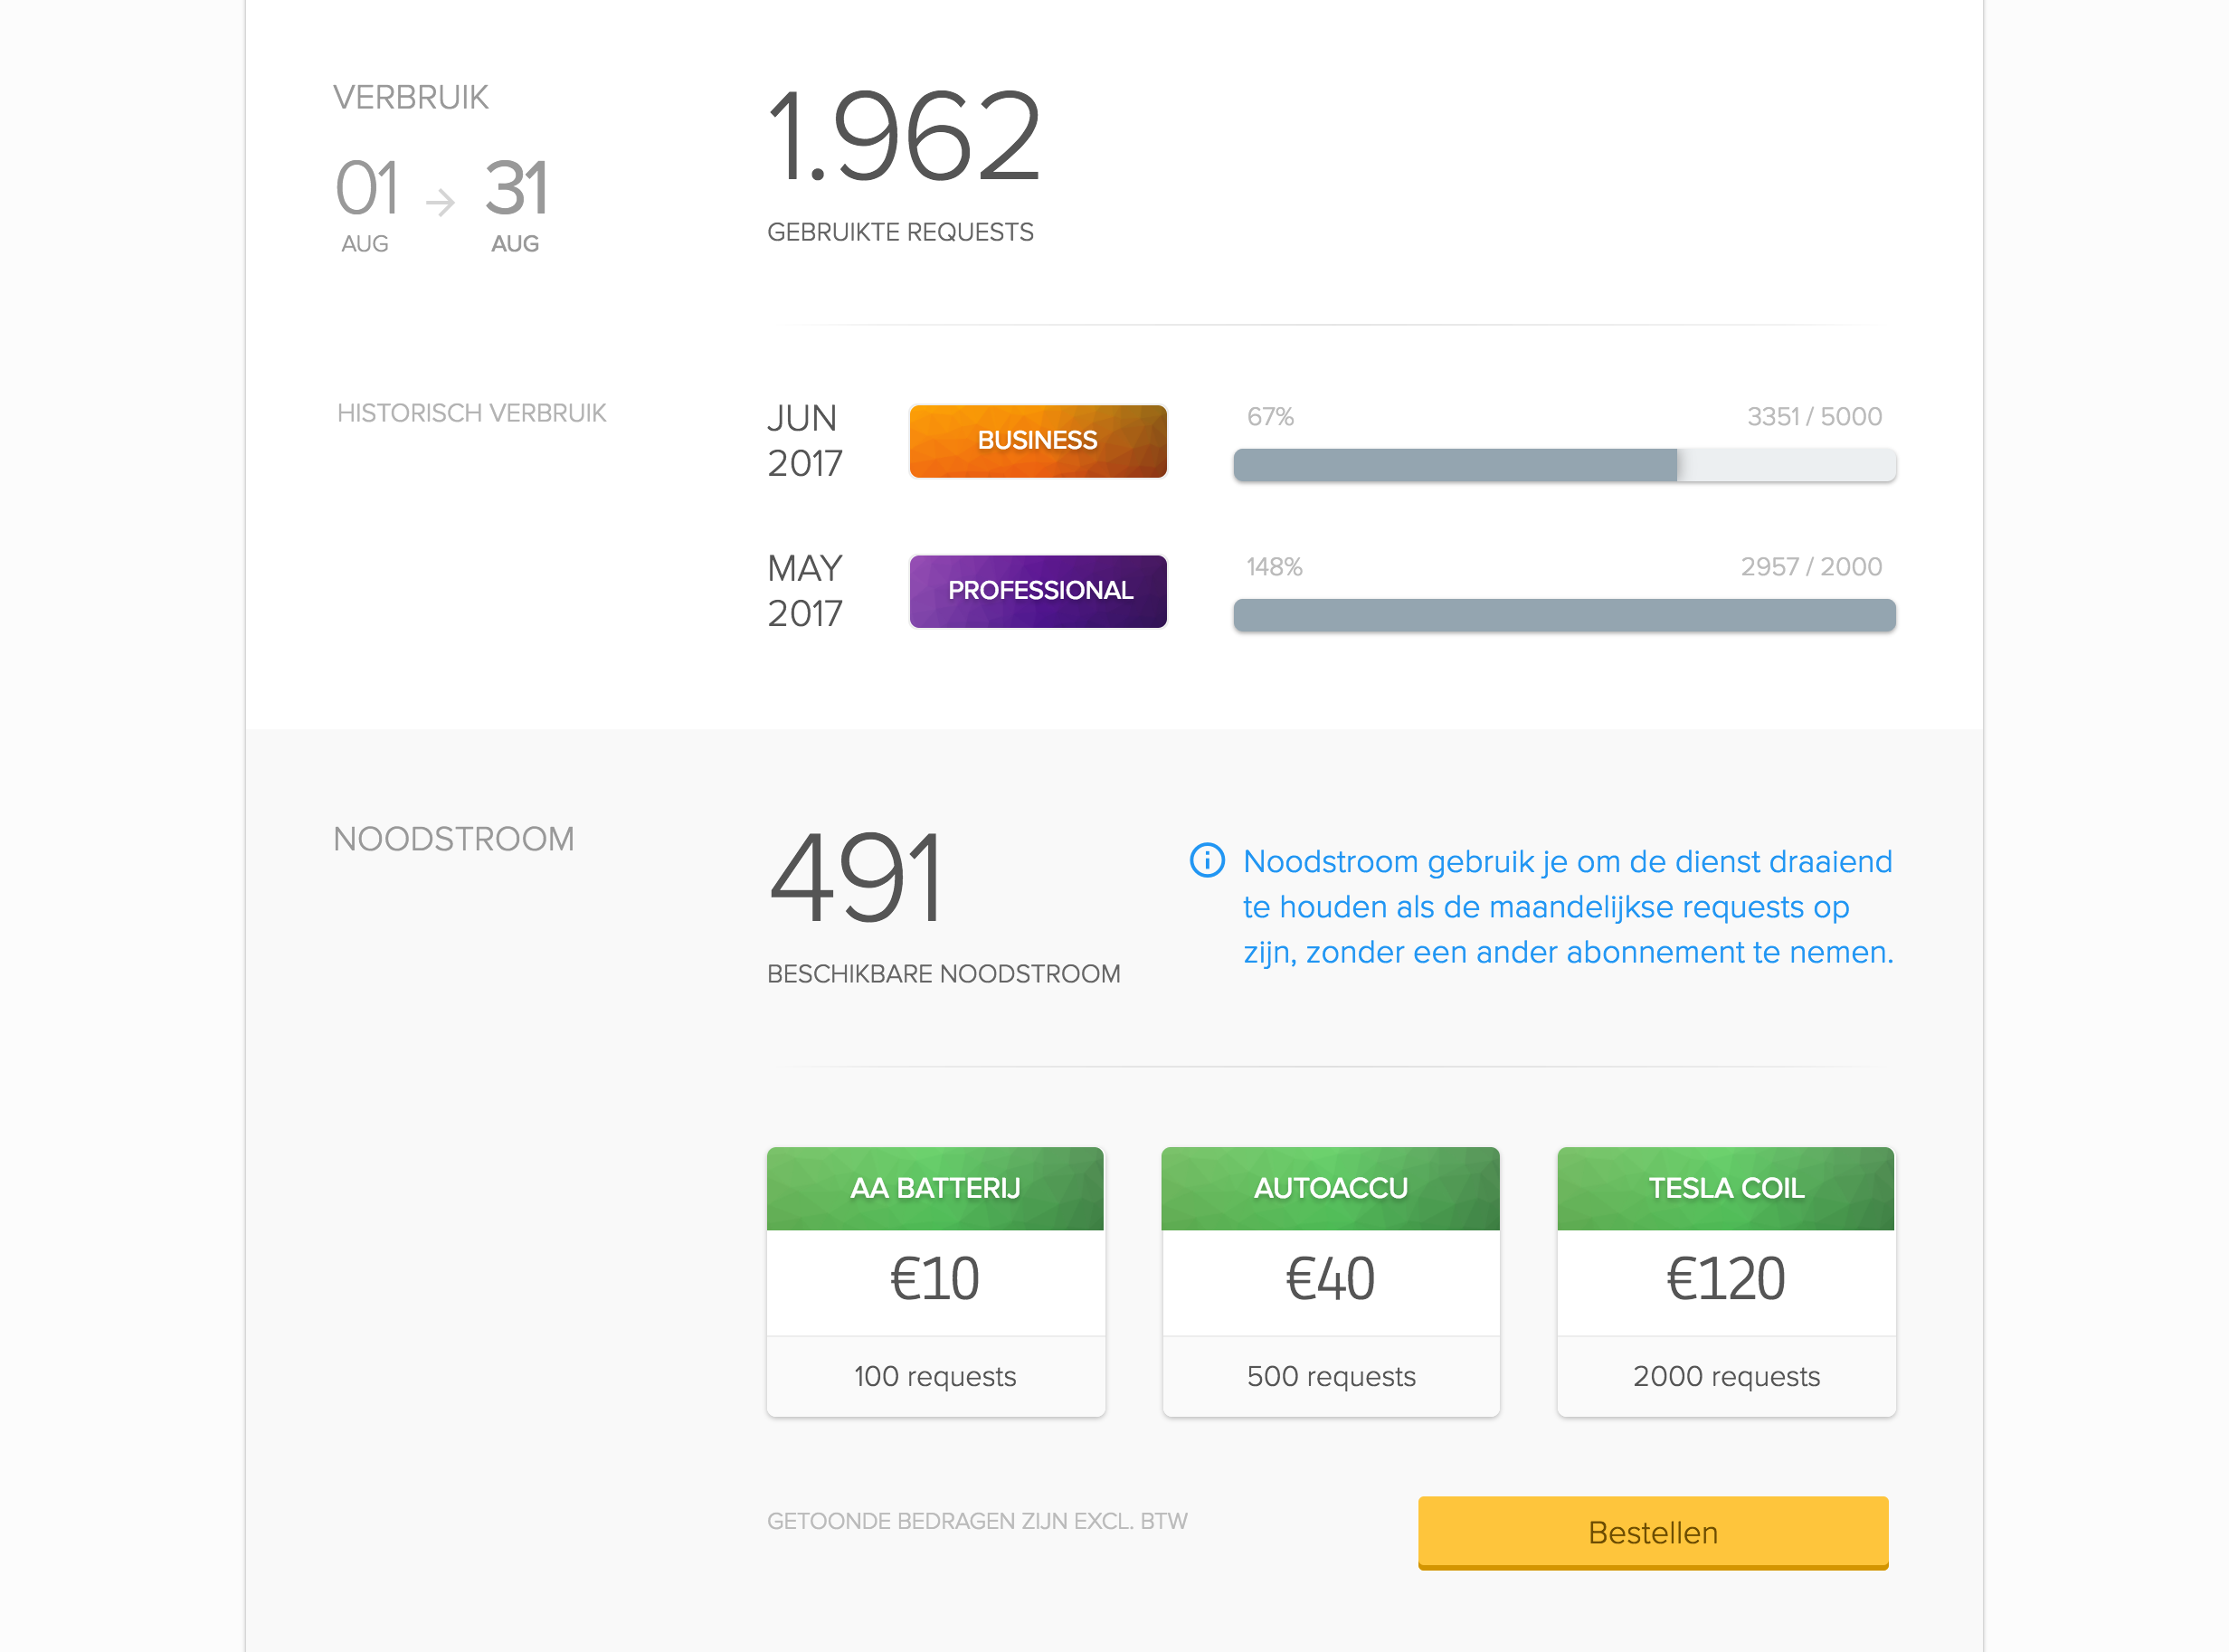 VERBRUIK
01 → 31
AUG AUG
1.962
GEBRUIKTE REQUESTS
HISTORISCH VERBRUIK
JUN
2017
BUSINESS
67% 3351 / 5000
MAY
2017
PROFESSIONAL
148% 2957 / 2000
NOODSTROOM
491
BESCHIKBARE NOODSTROOM
Noodstroom gebruik je om de dienst draaiend
te houden als de maandelijkse requests op
zijn, zonder een ander abonnement te nemen.
AA BATTERIJ
€10
100 requests
AUTOACCU
€40
500 requests
TESLA COIL
€120
2000 requests
GETOONDE BEDRAGEN ZIJN EXCL. BTW
Bestellen